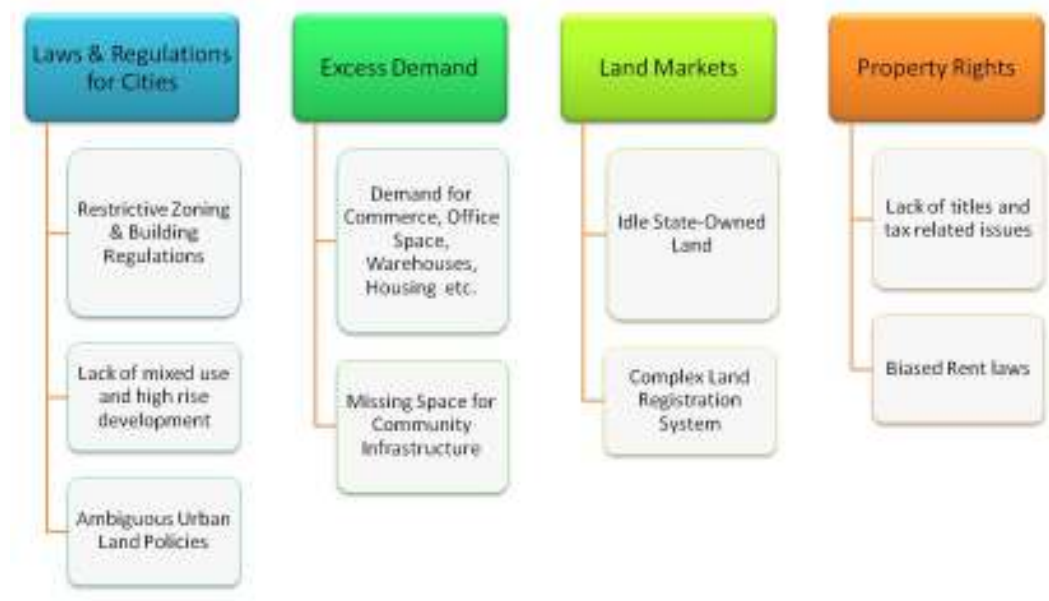 Laws & Regulations
for Cities
Restrictive Zoning
& Building
Regulations
Lack of mixed use
and high rise
development
Ambiguous Urban
Land Policies
Excess Demand
Demand for
Commerce, Office
Space,
Warehouses,
Housing etc.
Missing Space for
Community
Infrastructure
Land Markets
Idle State-Owned
Land
Complex Land
Registration
System
Property Rights
Lack of titles and
tax related issues
Biased Rent laws